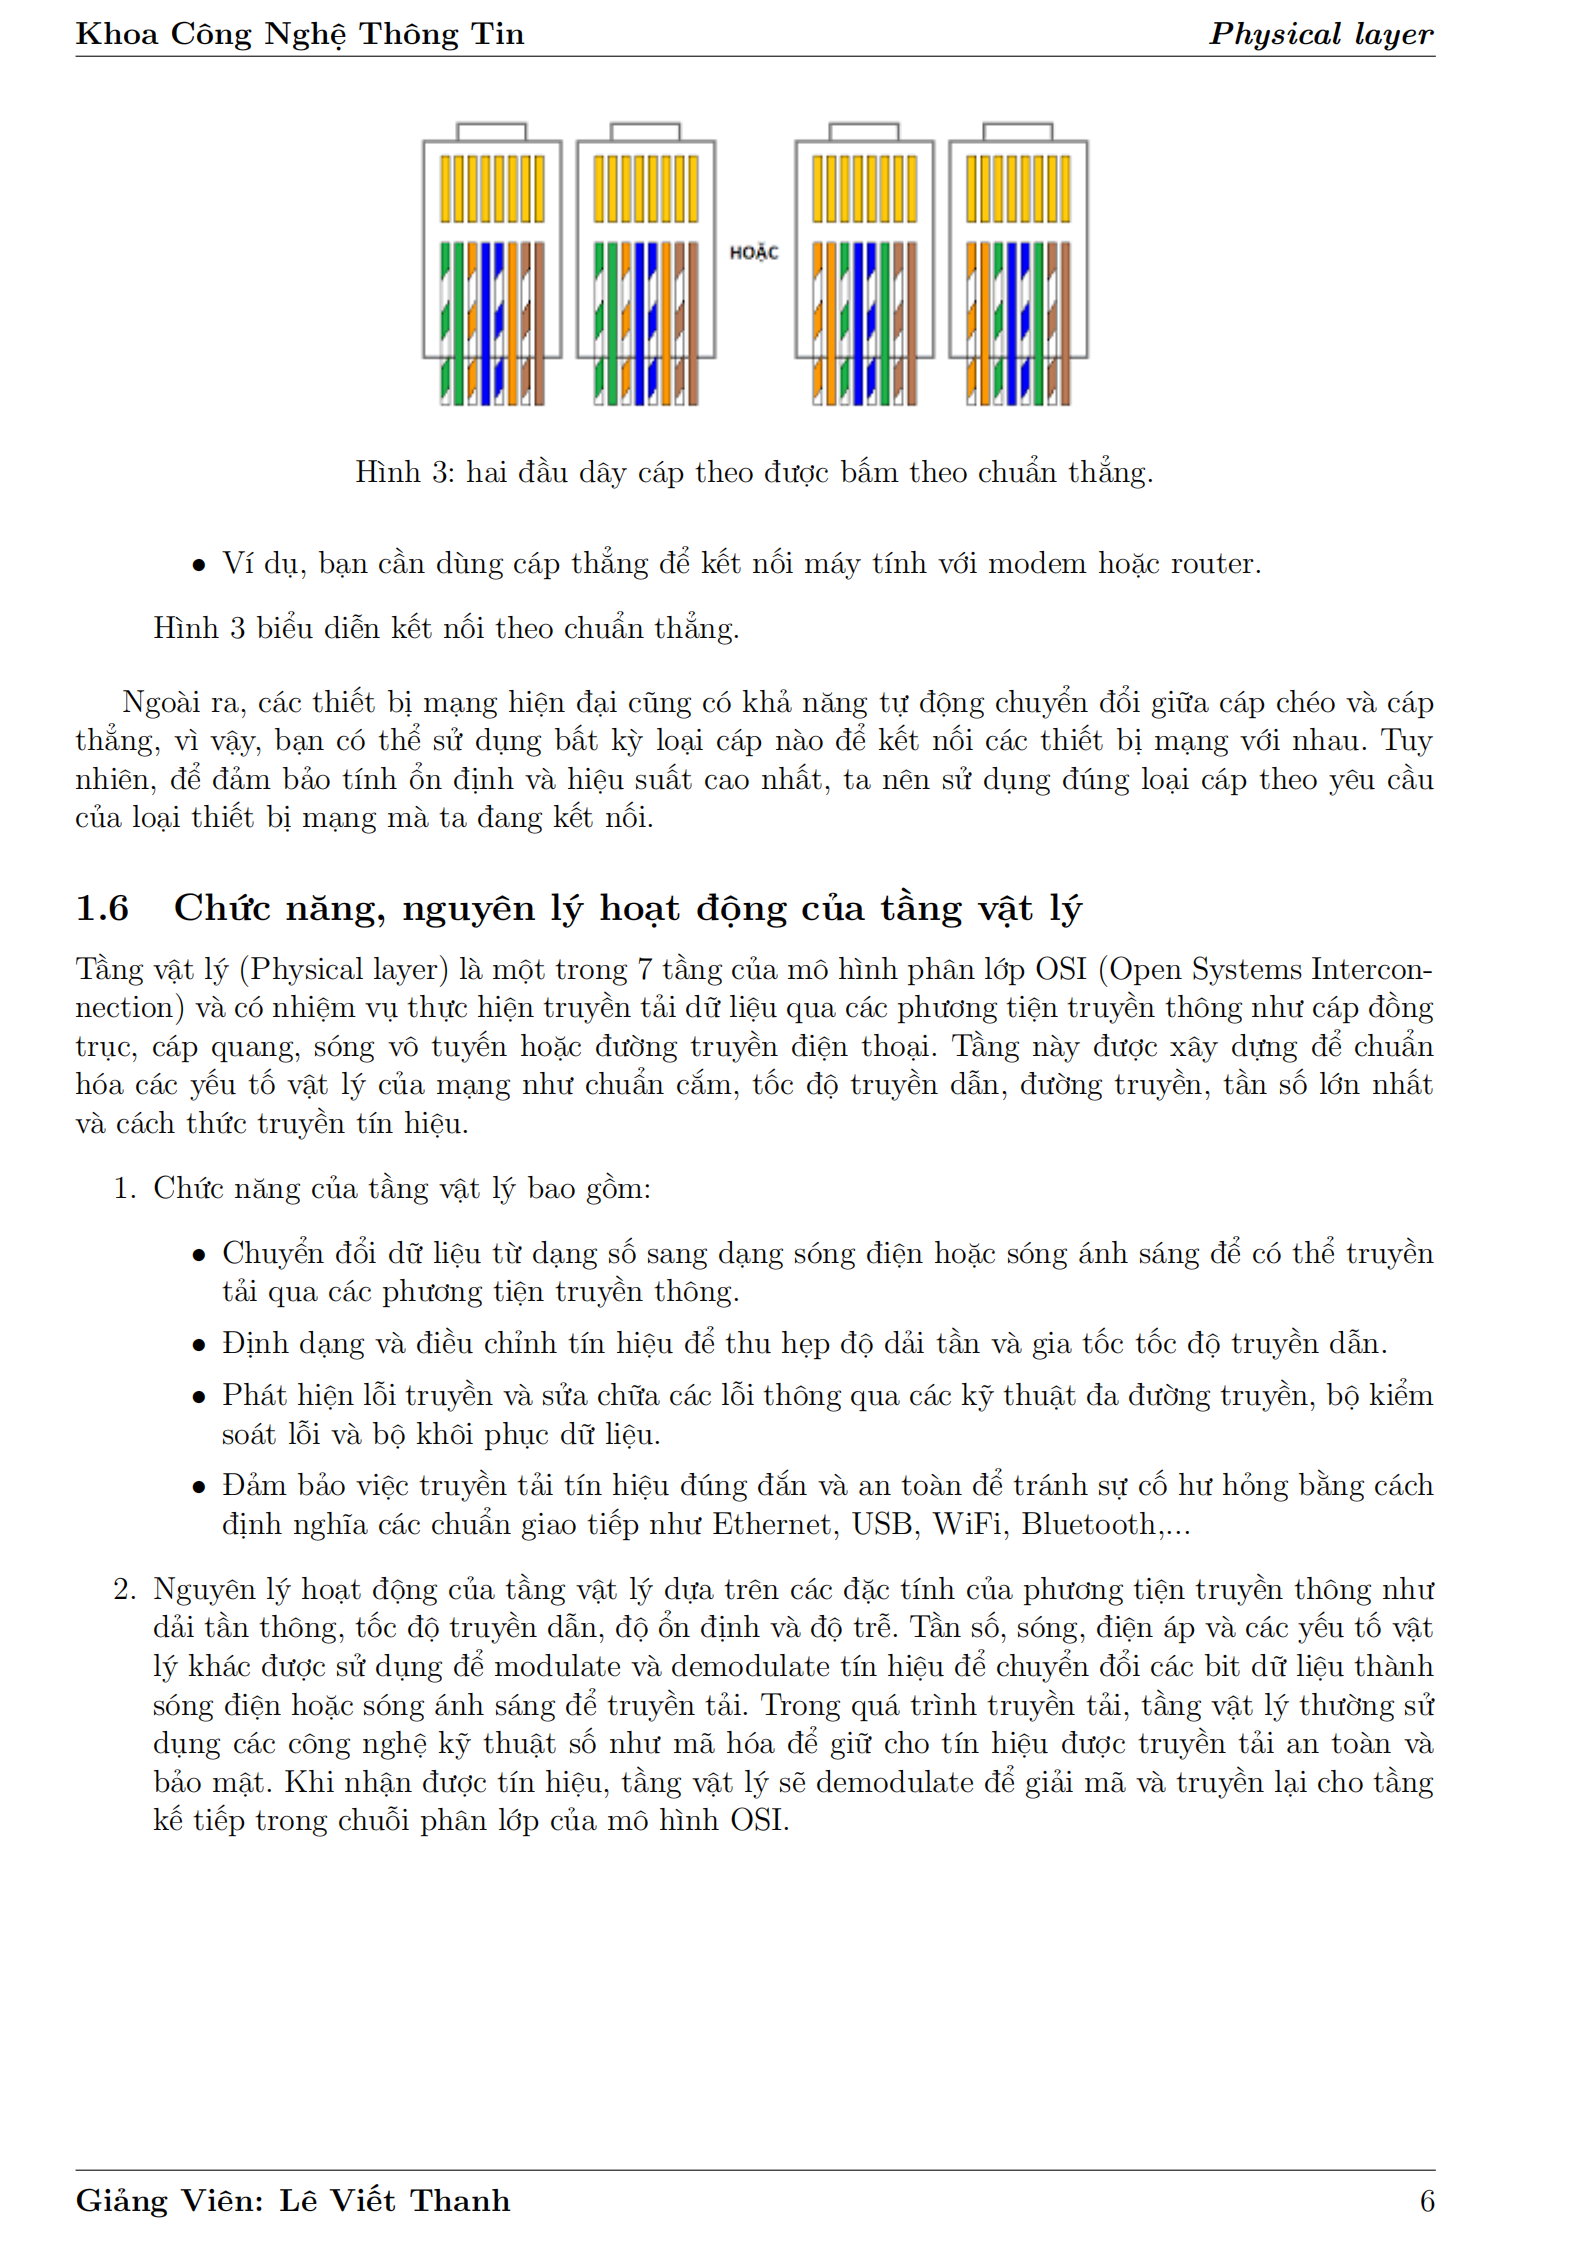 Khoa Công Nghệ Thông Tin
Physical layer
HOẶC
Hình 3: hai đầu dây cáp theo được bấm theo chuẩn thẳng.
• Ví dụ, bạn cần dùng cáp thẳng để kết nối máy tính với modem hoặc router.
Hình 3 biểu diễn kết nối theo chuẩn thẳng.
Ngoài ra, các thiết bị mạng hiện đại cũng có khả năng tự động chuyển đổi giữa cáp chéo và cáp
thẳng, vì vậy, bạn có thể sử dụng bất kỳ loại cáp nào để kết nối các thiết bị mạng với nhau. Tuy
nhiên, để đảm bảo tính ổn định và hiệu suất cao nhất, ta nên sử dụng đúng loại cáp theo yêu cầu
của loại thiết bị mạng mà ta đang kết nối.
1.6 Chức năng, nguyên lý hoạt động của tầng vật lý
Tầng vật lý (Physical layer) là một trong 7 tầng của mô hình phân lớp OSI (Open Systems Intercon-
nection) và có nhiệm vụ thực hiện truyền tải dữ liệu qua các phương tiện truyền thông như cáp đồng
trục, cáp quang, sóng vô tuyến hoặc đường truyền điện thoại. Tầng này được xây dựng để chuẩn
hóa các yếu tố vật lý của mạng như chuẩn cắm, tốc độ truyền dẫn, đường truyền, tần số lớn nhất
và cách thức truyền tín hiệu.
1. Chức năng của tầng vật lý bao gồm:
• Chuyển đổi dữ liệu từ dạng số sang dạng sóng điện hoặc sóng ánh sáng để có thể truyền
tải qua các phương tiện truyền thông.
• Định dạng và điều chỉnh tín hiệu để thu hẹp độ dải tần và gia tốc tốc độ truyền dẫn.
• Phát hiện lỗi truyền và sửa chữa các lỗi thông qua các kỹ thuật đa đường truyền, bộ kiểm
soát lỗi và bộ khôi phục dữ liệu.
• Đảm bảo việc truyền tải tín hiệu đúng đắn và an toàn để tránh sự cố hư hỏng bằng cách
định nghĩa các chuẩn giao tiếp như Ethernet, USB, WiFi, Bluetooth,...
2. Nguyên lý hoạt động của tầng vật lý dựa trên các đặc tính của phương tiện truyền thông như
dải tần thông, tốc độ truyền dẫn, độ ổn định và độ trễ. Tần số, sóng, điện áp và các yếu tố vật
lý khác được sử dụng để modulate và demodulate tín hiệu để chuyển đổi các bit dữ liệu thành
sóng điện hoặc sóng ánh sáng để truyền tải. Trong quá trình truyền tải, tầng vật lý thường sử
dụng các công nghệ kỹ thuật số như mã hóa để giữ cho tín hiệu được truyền tải an toàn và
bảo mật. Khi nhận được tín hiệu, tầng vật lý sẽ demodulate để giải mã và truyền lại cho tầng
kế tiếp trong chuỗi phân lớp của mô hình OSI.
Giảng Viên: Lê Viết Thanh
6